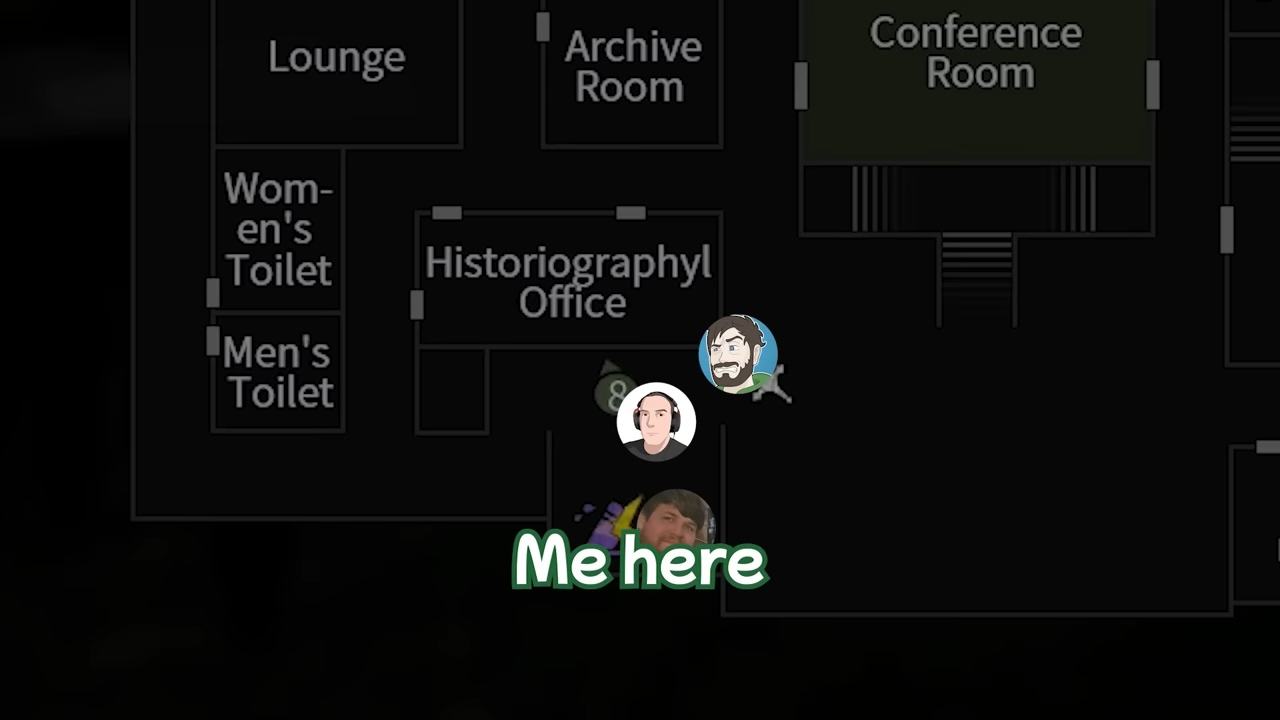 Lounge
Archive
Room
Conference
Room
Wom-
en's
Toilet
Historiographyl
Office
Men's
Toilet
8
Me here